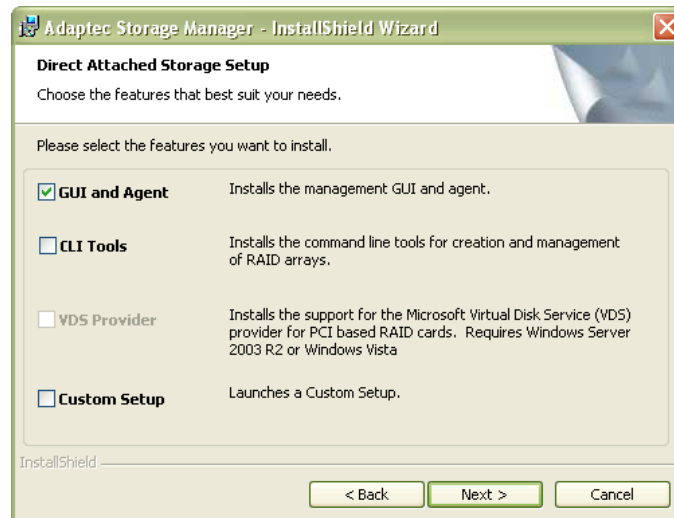 Adaptec Storage Manager - InstallShield Wizard
Direct Attached Storage Setup
Choose the features that best suit your needs.
Please select the features you want to install.
GUI and Agent
Installs the management GUI and agent.
CLI Tools
Installs the command line tools for creation and management
of RAID arrays.
VDS Provider
Installs the support for the Microsoft Virtual Disk Service (VDS)
provider for PCI based RAID cards. Requires Windows Server
2003 R2 or Windows Vista
Custom Setup
Launches a Custom Setup.
InstallShield
< Back
Next >
Cancel